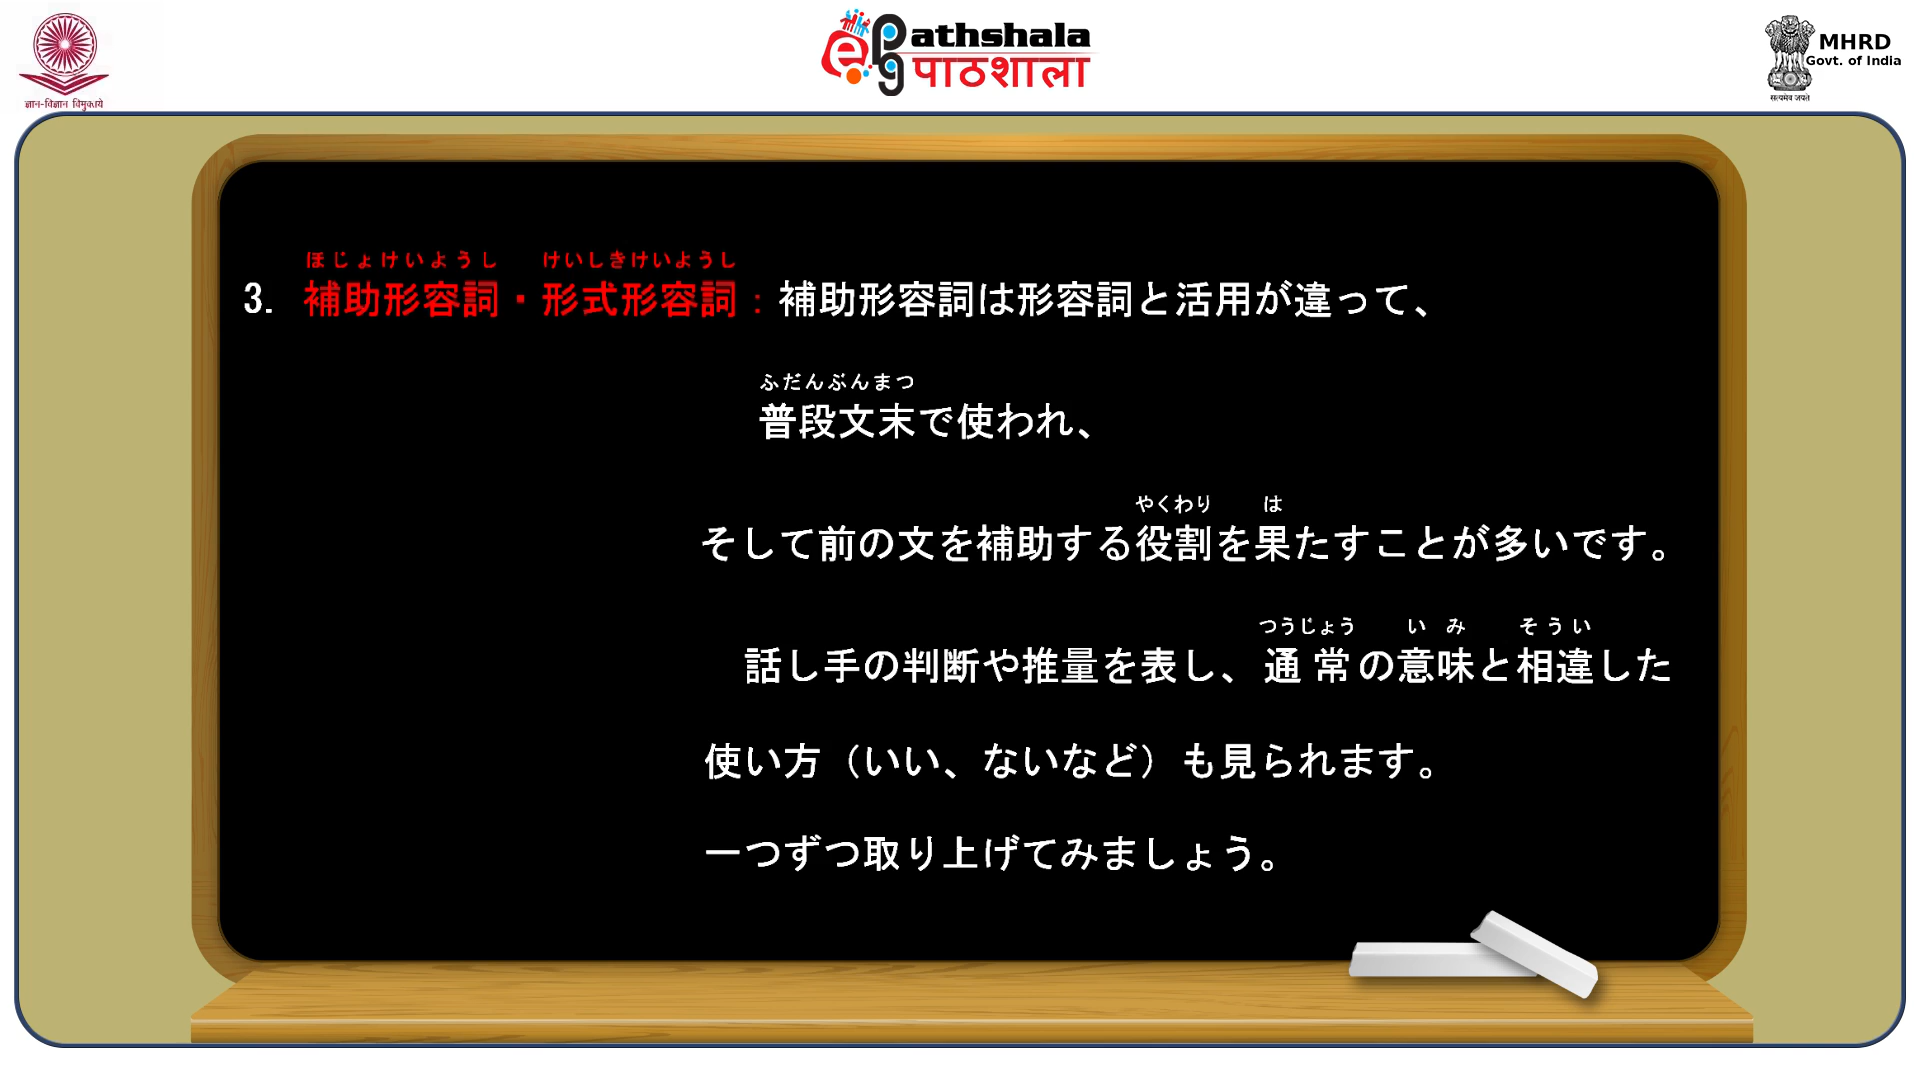 ज्ञान-विज्ञान विमुक्तये
ePathshala
पाठशाला
MHRD
Govt. of India
सत्यमेव जयते
ほじょけいようし けいしきけいようし
3. 補助形容詞・形式形容詞：補助形容詞は形容詞と活用が違って、
ふだんぶんまつ
普段文末で使われ、
やくわり は
そして前の文を補助する役割を果たすことが多いです。
つうじょう いみ そうい
話し手の判断や推量を表し、通常の意味と相違した
使い方（いい、ないなど）も見られます。
一つずつ取り上げてみましょう。